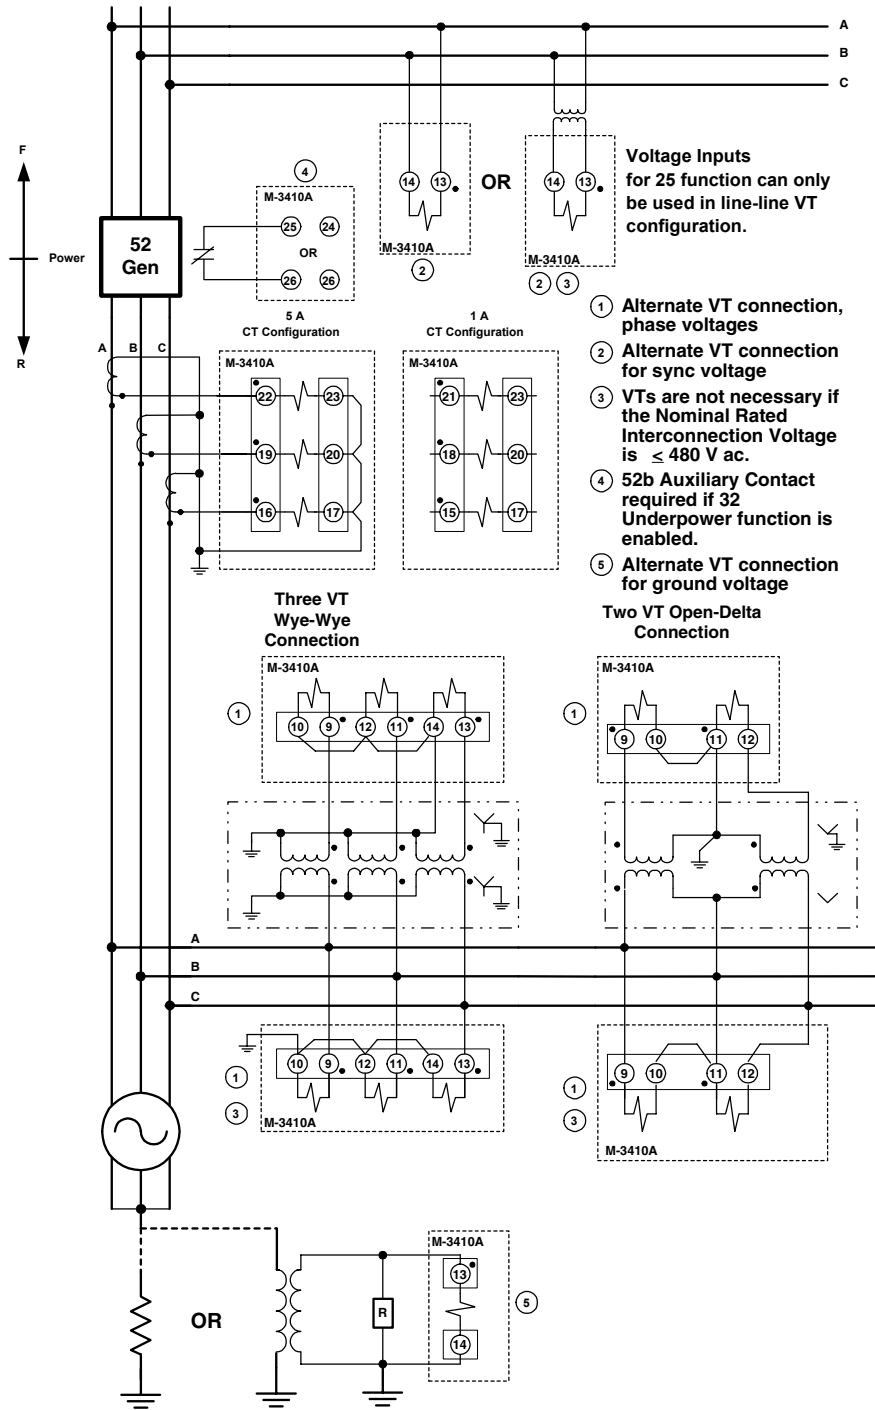 A
B
C
F
Power
R
52
Gen
4
M-3410A
25 24
OR
26 26
14 13
M-3410A
2
OR
14 13
M-3410A
2 3
Voltage Inputs
for 25 function can only
be used in line-line VT
configuration.
1 Alternate VT connection,
phase voltages
2 Alternate VT connection
for sync voltage
3 VTs are not necessary if
the Nominal Rated
Interconnection Voltage
is ≤ 480 V ac.
4 52b Auxiliary Contact
required if 32
Underpower function is
enabled.
5 Alternate VT connection
for ground voltage
A B C
5 A
CT Configuration
M-3410A
22 23
19 20
16 17
1 A
CT Configuration
M-3410A
21 23
18 20
15 17
Three VT
Wye-Wye
Connection
M-3410A
1
10 9 12 11 14 13
Two VT Open-Delta
Connection
M-3410A
1
9 10 11 12
A
B
C
10 9 12 11 14 13
1
3
M-3410A
9 10 11 12
1
3
M-3410A
OR
R
M-3410A
13
14
5